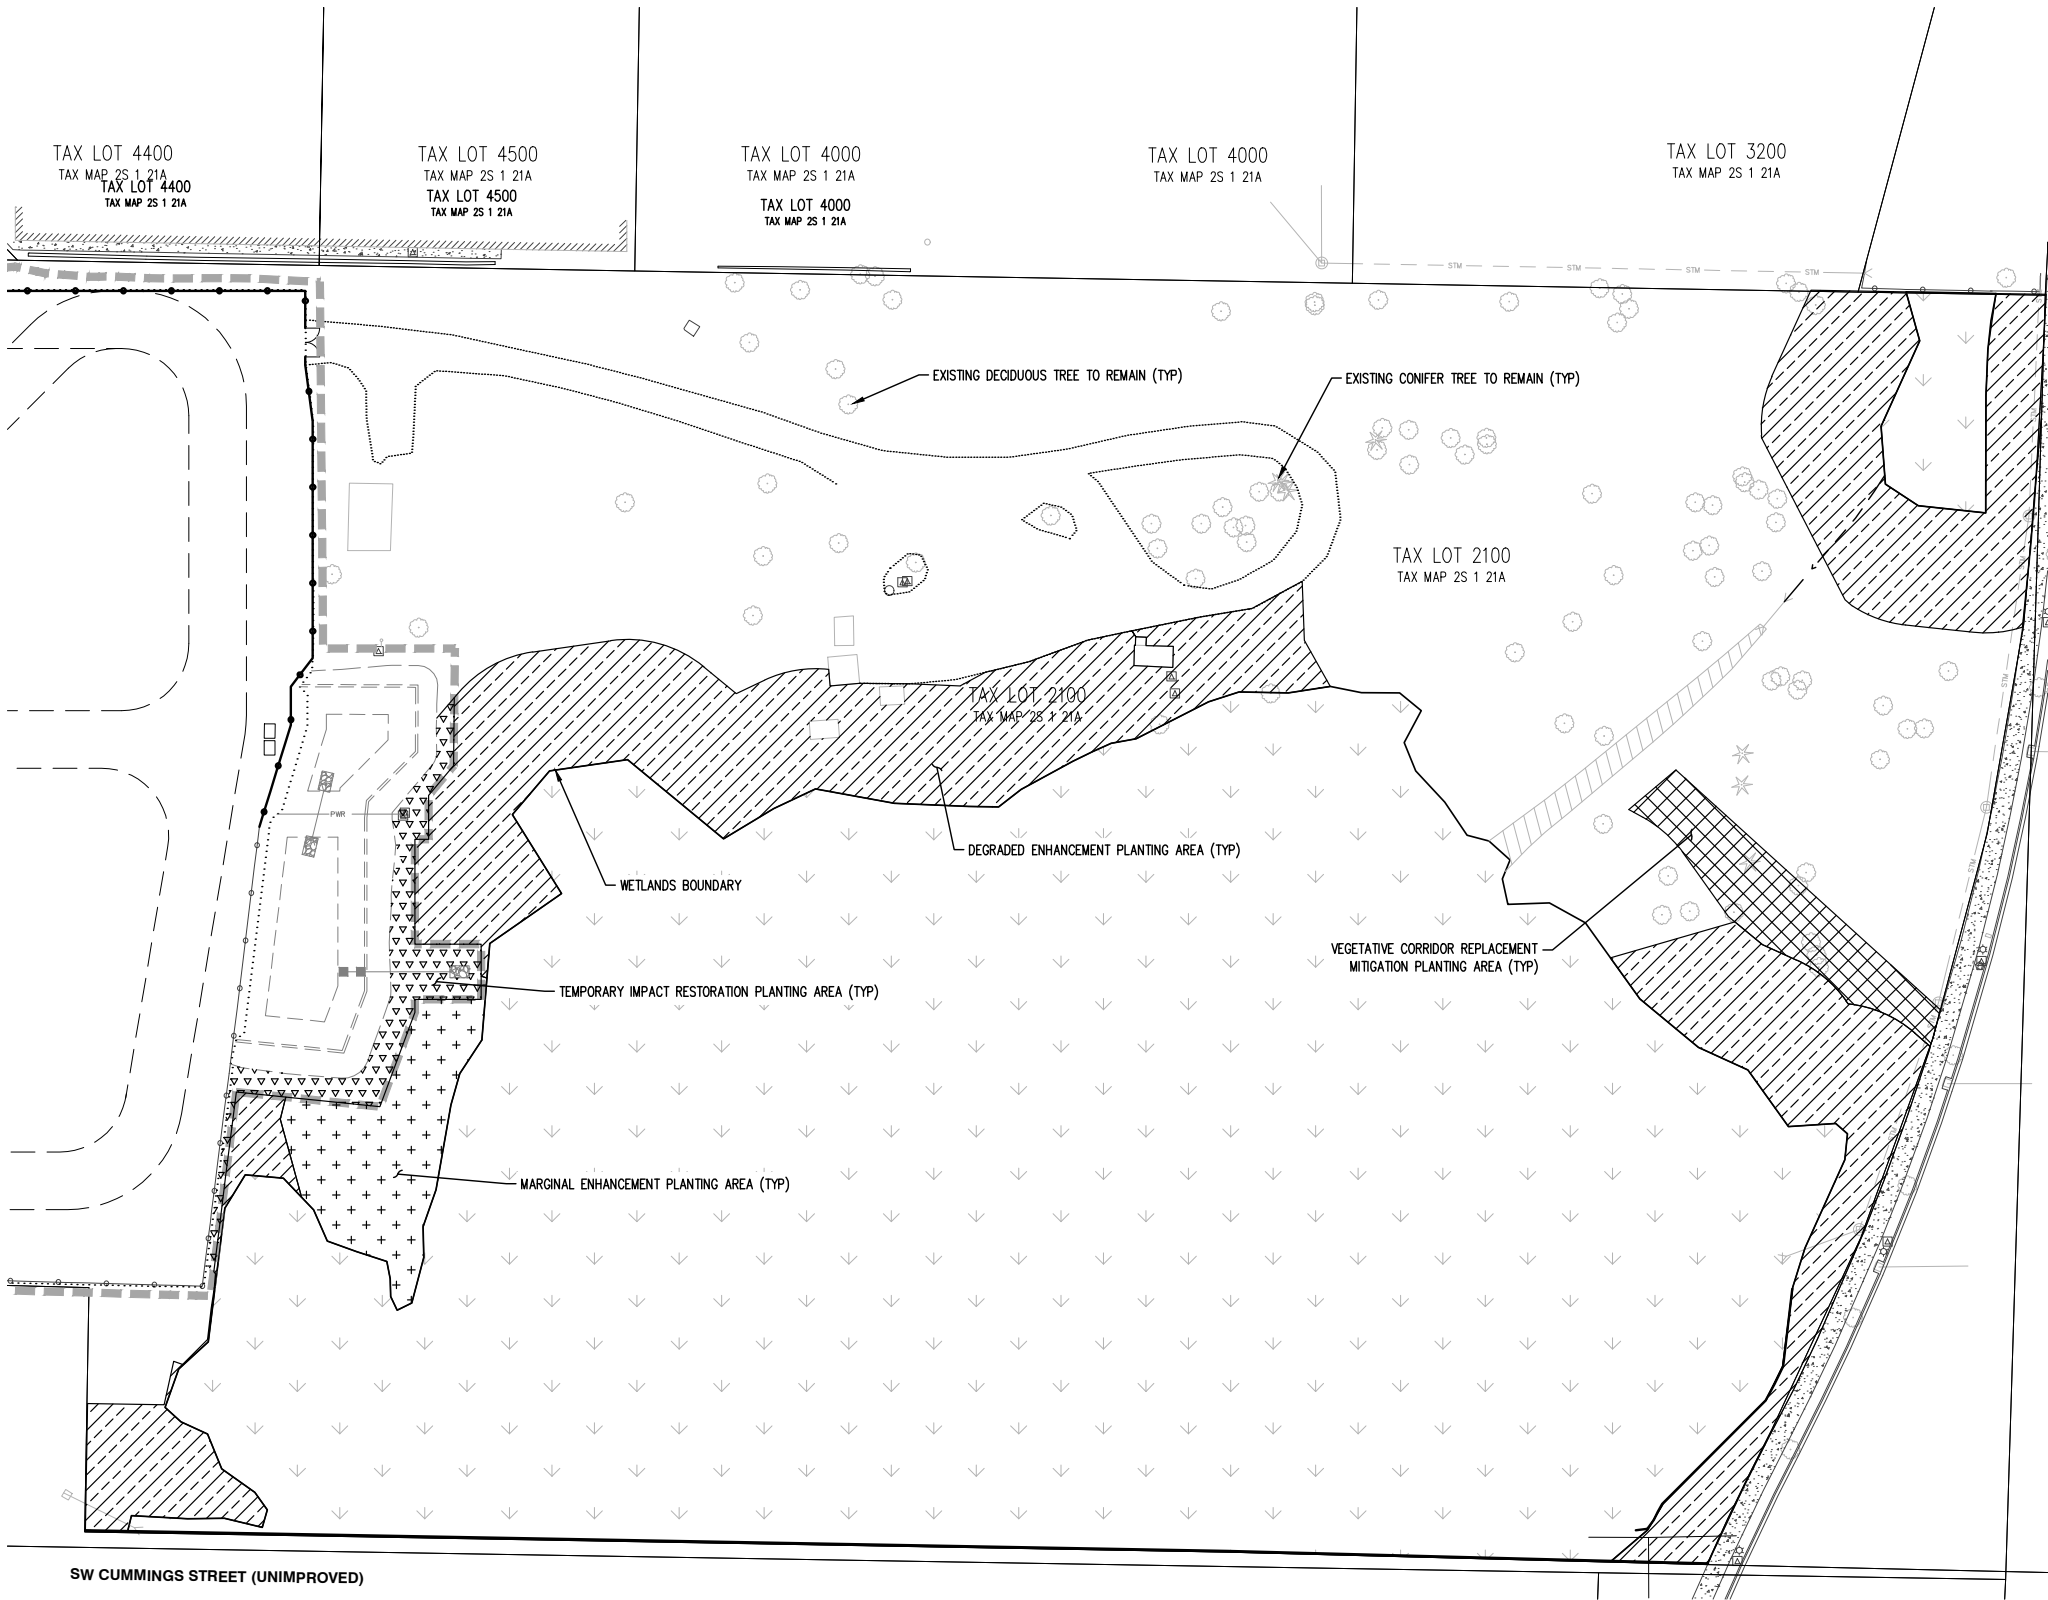 TAX LOT 4400
TAX MAP 2S 1 21A
TAX LOT 4400
TAX MAP 2S 1 21A
TAX LOT 4500
TAX MAP 2S 1 21A
TAX LOT 4500
TAX MAP 2S 1 21A
TAX LOT 4000
TAX MAP 2S 1 21A
TAX LOT 4000
TAX MAP 2S 1 21A
TAX LOT 4000
TAX MAP 2S 1 21A
TAX LOT 3200
TAX MAP 2S 1 21A
STM
STM
STM
STM
EXISTING DECIDUOUS TREE TO REMAIN (TYP)
EXISTING CONIFER TREE TO REMAIN (TYP)
TAX LOT 2100
TAX MAP 2S 1 21A
TAX LOT 2100
TAX MAP 2S 1 21A
STM
PWR
DEGRADED ENHANCEMENT PLANTING AREA (TYP)
STM
WETLANDS BOUNDARY
VEGETATIVE CORRIDOR REPLACEMENT
MITIGATION PLANTING AREA (TYP)
TEMPORARY IMPACT RESTORATION PLANTING AREA (TYP)
MARGINAL ENHANCEMENT PLANTING AREA (TYP)
SW CUMMINGS STREET (UNIMPROVED)